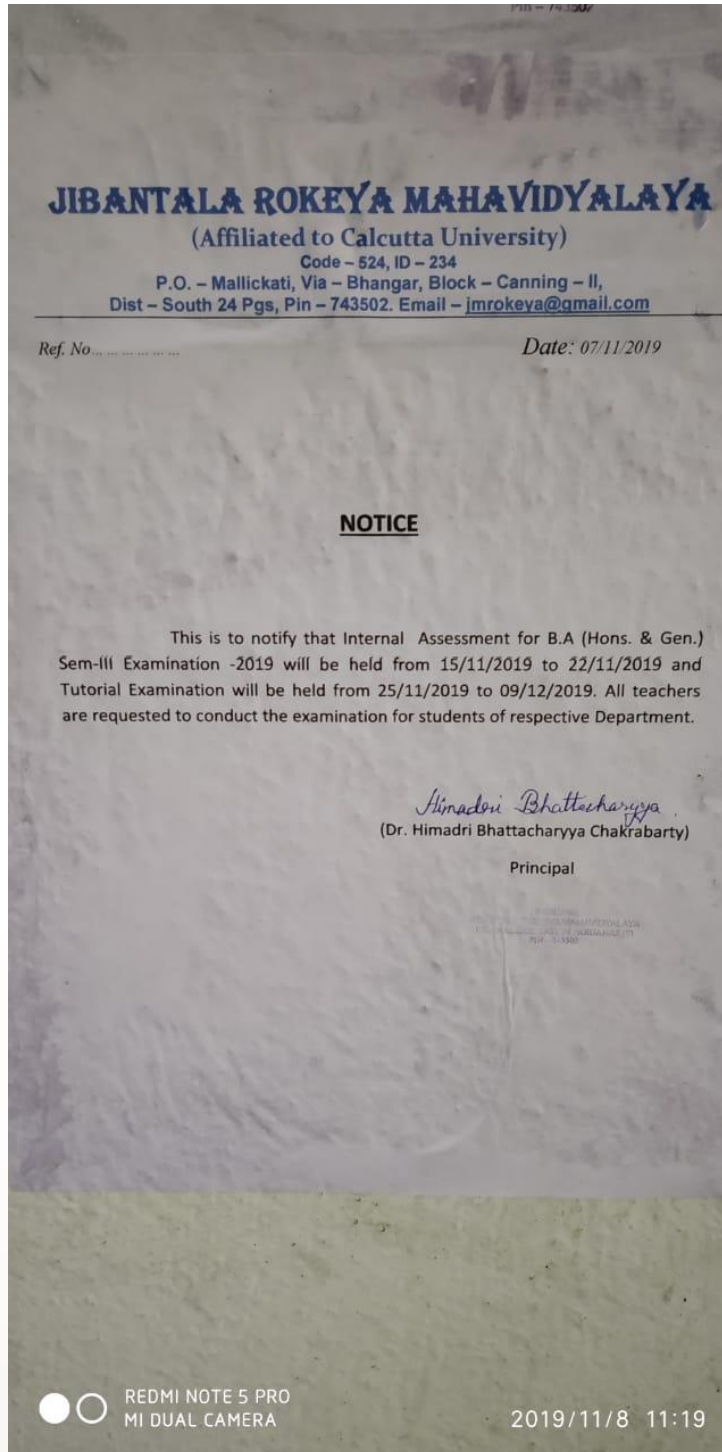 JIBANTALA ROKEYA MAHAVIDYALAYA
(Affiliated to Calcutta University)
Code – 524, ID – 234
P.O. – Mallickati, Via – Bhangar, Block – Canning – II,
Dist – South 24 Pgs, Pin – 743502. Email – jmrokeya@gmail.com
Ref. No... ... ... ... ... ... Date: 07/11/2019
NOTICE
This is to notify that Internal Assessment for B.A (Hons. & Gen.)
Sem-III Examination -2019 will be held from 15/11/2019 to 22/11/2019 and
Tutorial Examination will be held from 25/11/2019 to 09/12/2019. All teachers
are requested to conduct the examination for students of respective Department.
Himadri Bhattacharyya
(Dr. Himadri Bhattacharyya Chakrabarty)
Principal
REDMI NOTE 5 PRO
MI DUAL CAMERA
2019/11/8 11:19